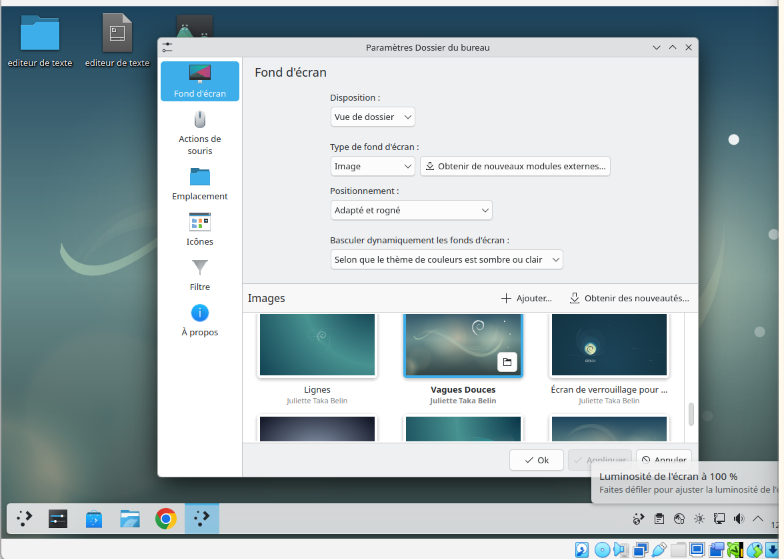 editeur de texte
editeur de texte
Paramètres Dossier du bureau
Fond d'écran
Fond d'écran
Disposition :
Vue de dossier
Actions de
souris
Type de fond d'écran :
Image
Obtenir de nouveaux modules externes...
Emplacement
Positionnement :
Adapté et rogné
Icônes
Basculer dynamiquement les fonds d'écran :
Selon que le thème de couleurs est sombre ou clair
Filtre
À propos
Images
Ajouter...
Obtenir des nouveautés...
Lignes
Juliette Taka Belin
Vagues Douces
Juliette Taka Belin
Écran de verrouillage pour ...
Juliette Taka Belin
Ok
Appliquer
Annuler
Luminosité de l'écran à 100 %
Faites défiler pour ajuster la luminosité de l'é
12